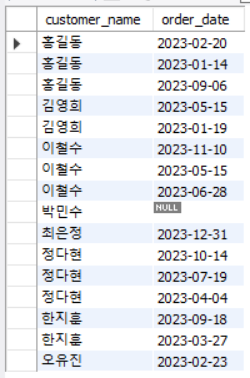 customer_name order_date
홍길동 2023-02-20
홍길동 2023-01-14
홍길동 2023-09-06
김영희 2023-05-15
김영희 2023-01-19
이철수 2023-11-10
이철수 2023-05-15
이철수 2023-06-28
박민수 NULL
최은정 2023-12-31
정다현 2023-10-14
정다현 2023-07-19
정다현 2023-04-04
한지훈 2023-09-18
한지훈 2023-03-27
오유진 2023-02-23